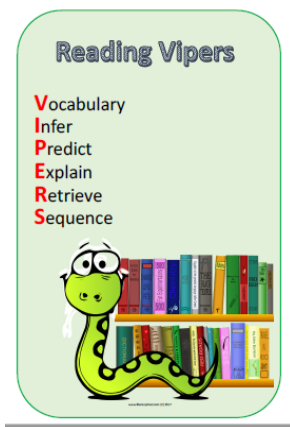 Reading Vipers
Vocabulary
Infer
Predict
Explain
Retrieve
Sequence